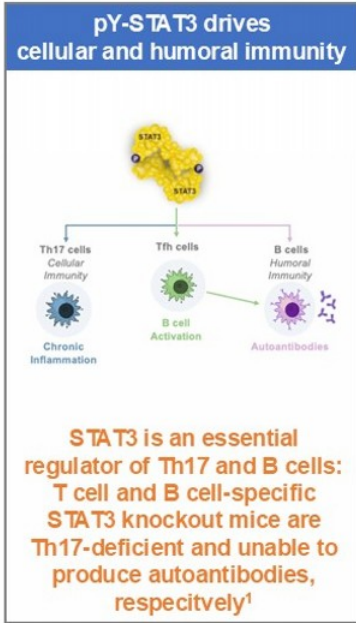 pY-STAT3 drives
cellular and humoral immunity
STAT3
P
P
STAT3
Th17 cells
Cellular
Immunity
Tfh cells
B cells
Humoral
Immunity
Chronic
Inflammation
B cell
Activation
Autoantibodies
STAT3 is an essential
regulator of Th17 and B cells:
T cell and B cell-specific
STAT3 knockout mice are
Th17-deficient and unable to
produce autoantibodies,
respecitvely¹